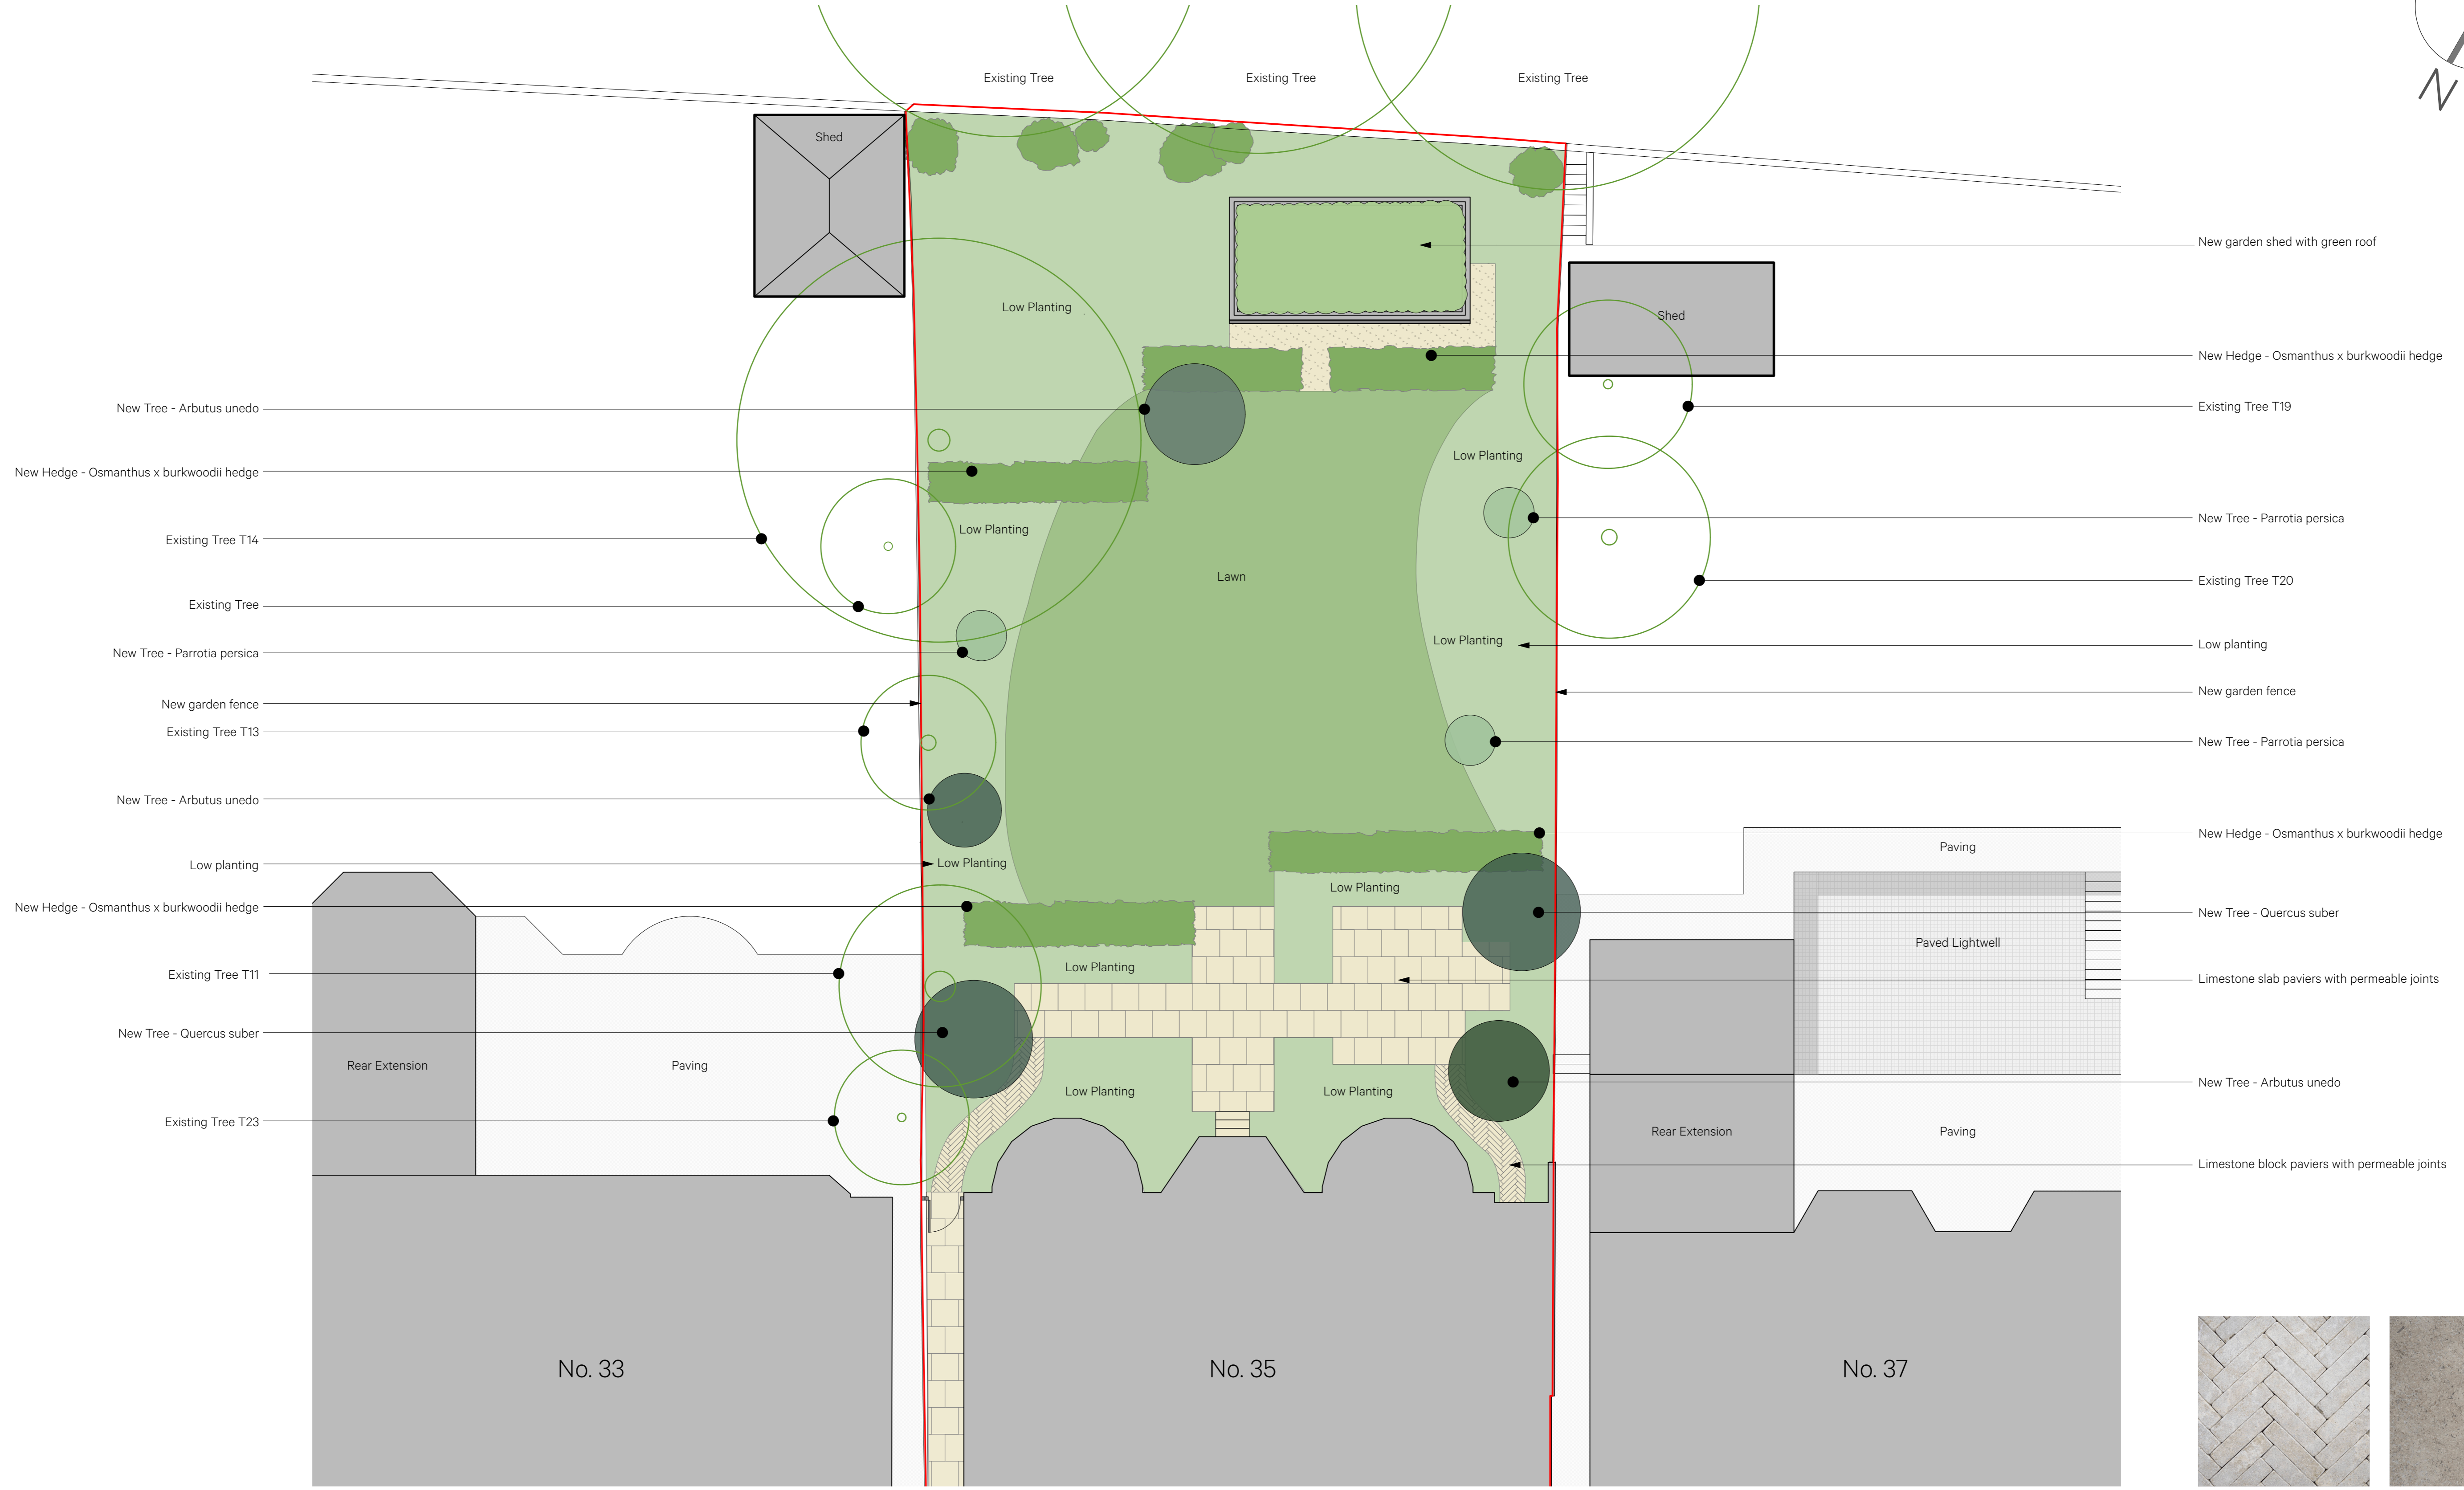 Existing Tree
Existing Tree
Existing Tree
N
Shed
New garden shed with green roof
Low Planting
Shed
New Hedge - Osmanthus x burkwoodii hedge
New Tree - Arbutus unedo
Existing Tree T19
Low Planting
New Hedge - Osmanthus x burkwoodii hedge
New Tree - Parrotia persica
Low Planting
Existing Tree T14
Lawn
Existing Tree T20
Existing Tree
Low Planting
Low planting
New Tree - Parrotia persica
New garden fence
New garden fence
Existing Tree T13
New Tree - Parrotia persica
New Tree - Arbutus unedo
New Hedge - Osmanthus x burkwoodii hedge
Paving
Low planting
Low Planting
Low Planting
New Hedge - Osmanthus x burkwoodii hedge
New Tree - Quercus suber
Paved Lightwell
Low Planting
Existing Tree T11
Limestone slab paviers with permeable joints
New Tree - Quercus suber
Rear Extension
Paving
New Tree - Arbutus unedo
Low Planting
Low Planting
Existing Tree T23
Rear Extension
Paving
Limestone block paviers with permeable joints
No. 33
No. 35
No. 37